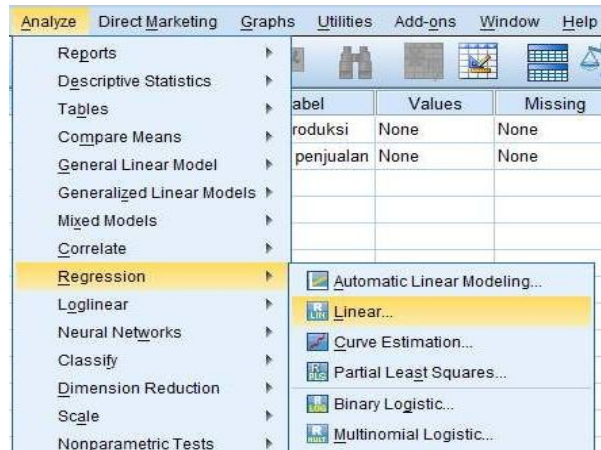 Analyze Direct Marketing Graphs Utilities Add-ons Window Help
Reports
Descriptive Statistics
Tables
Compare Means
General Linear Model
Generalized Linear Models
Mixed Models
Correlate
Regression
Loglinear
Neural Networks
Classify
Dimension Reduction
Scale
Nonparametric Tests
abel Values Missing
roduksi None None
penjualan None None
Automatic Linear Modeling...
Linear...
Curve Estimation...
Partial Least Squares...
Binary Logistic...
Multinomial Logistic...